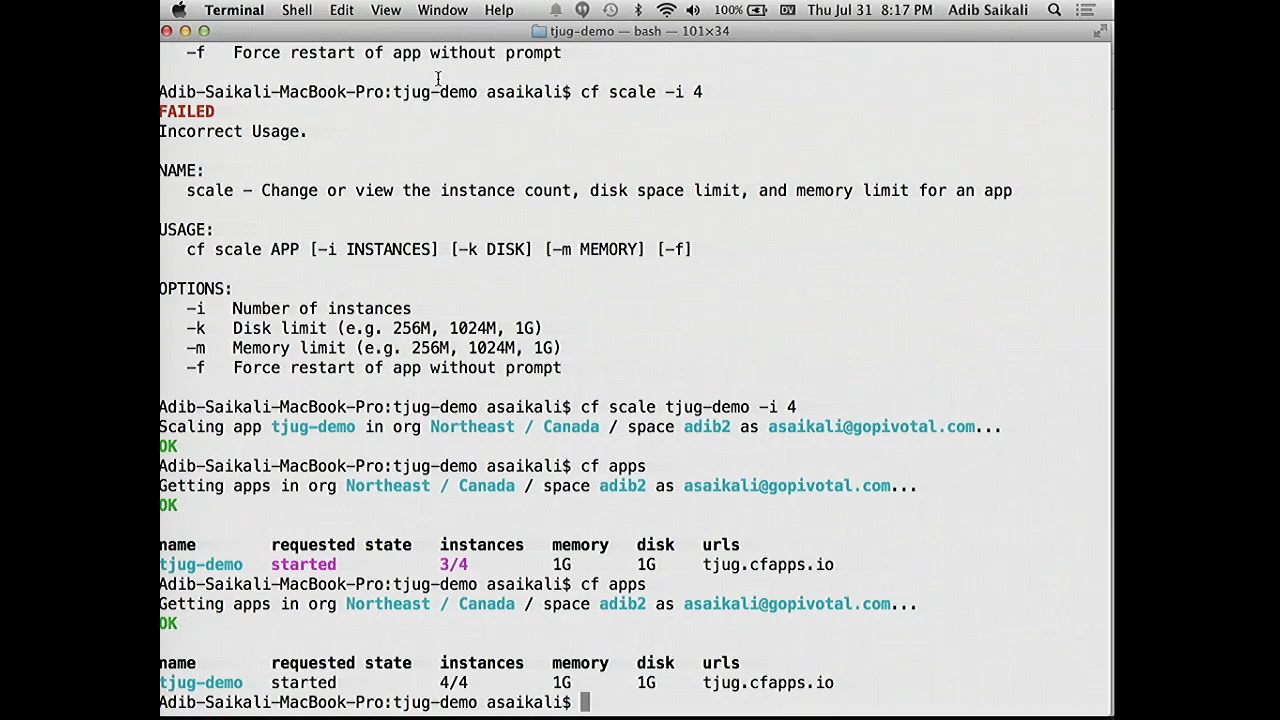 Terminal Shell Edit View Window Help 100% DV Thu Jul 31 8:17 PM Adib Saikali
tjug-demo — bash — 101×34
-f Force restart of app without prompt
Adib-Saikali-MacBook-Pro:tjug-demo asaikali$ cf scale -i 4
FAILED
Incorrect Usage.
NAME:
scale - Change or view the instance count, disk space limit, and memory limit for an app
USAGE:
cf scale APP [-i INSTANCES] [-k DISK] [-m MEMORY] [-f]
OPTIONS:
-i Number of instances
-k Disk limit (e.g. 256M, 1024M, 1G)
-m Memory limit (e.g. 256M, 1024M, 1G)
-f Force restart of app without prompt
Adib-Saikali-MacBook-Pro:tjug-demo asaikali$ cf scale tjug-demo -i 4
Scaling app tjug-demo in org Northeast / Canada / space adib2 as asaikali@gopivotal.com...
OK
Adib-Saikali-MacBook-Pro:tjug-demo asaikali$ cf apps
Getting apps in org Northeast / Canada / space adib2 as asaikali@gopivotal.com...
OK
name requested state instances memory disk urls
tjug-demo started 3/4 1G 1G tjug.cfapps.io
Adib-Saikali-MacBook-Pro:tjug-demo asaikali$ cf apps
Getting apps in org Northeast / Canada / space adib2 as asaikali@gopivotal.com...
OK
name requested state instances memory disk urls
tjug-demo started 4/4 1G 1G tjug.cfapps.io
Adib-Saikali-MacBook-Pro:tjug-demo asaikali$